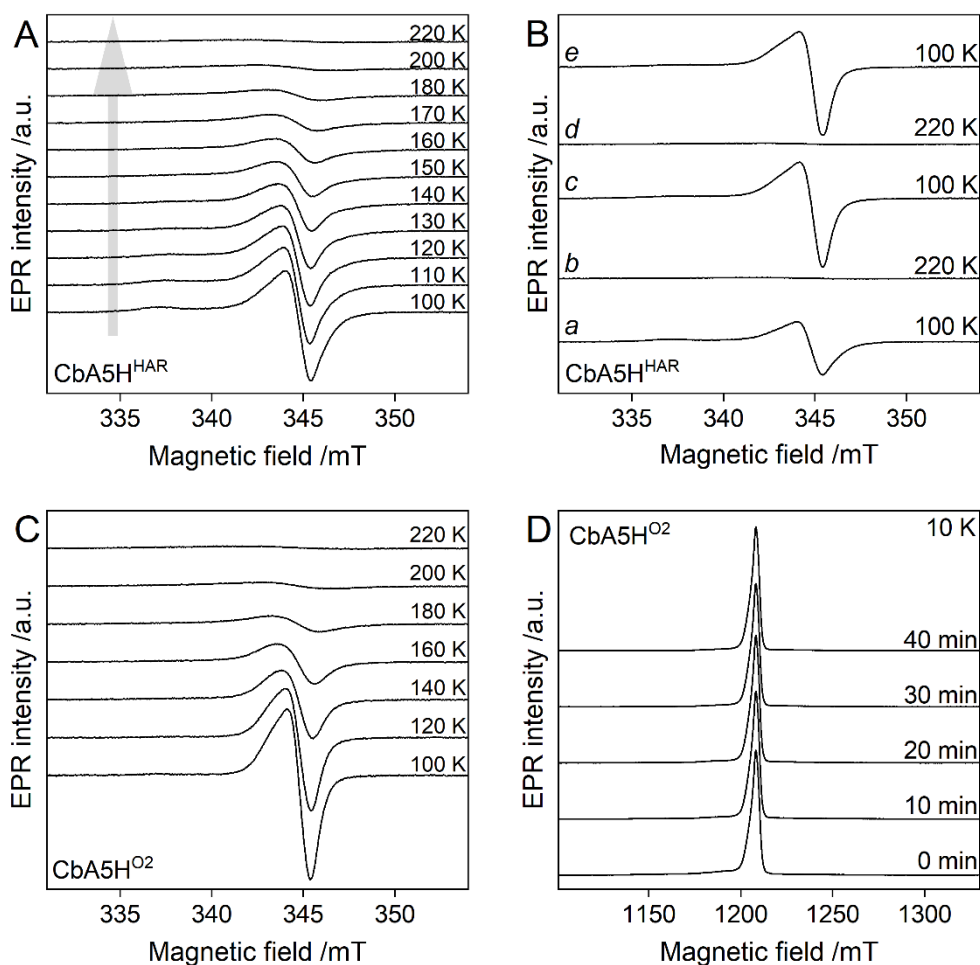 A
220 K
200 K
180 K
170 K
160 K
150 K
140 K
130 K
120 K
110 K
100 K
CbA5H^HAR
EPR intensity /a.u.
335 340 345 350
Magnetic field /mT
B
e 100 K
d 220 K
c 100 K
b 220 K
a 100 K
CbA5H^HAR
EPR intensity /a.u.
335 340 345 350
Magnetic field /mT
C
220 K
200 K
180 K
160 K
140 K
120 K
100 K
CbA5H^O2
EPR intensity /a.u.
335 340 345 350
Magnetic field /mT
D
CbA5H^O2 10 K
40 min
30 min
20 min
10 min
0 min
EPR intensity /a.u.
1150 1200 1250 1300
Magnetic field /mT